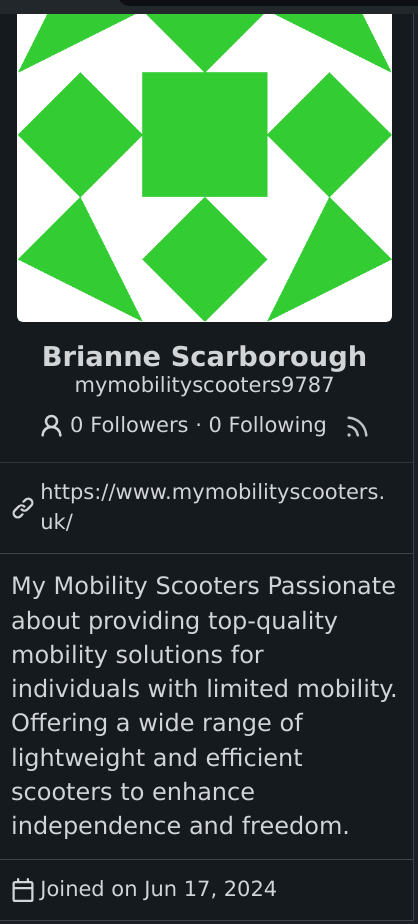 Brianne Scarborough
mymobilityscooters9787
0 Followers · 0 Following
https://www.mymobilityscooters.
uk/
My Mobility Scooters Passionate
about providing top-quality
mobility solutions for
individuals with limited mobility.
Offering a wide range of
lightweight and efficient
scooters to enhance
independence and freedom.
Joined on Jun 17, 2024